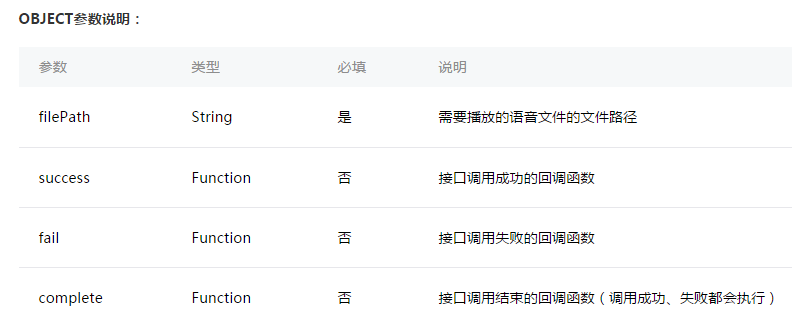 OBJECT参数说明：
参数 类型 必填 说明
filePath String 是 需要播放的语音文件的文件路径
success Function 否 接口调用成功的回调函数
fail Function 否 接口调用失败的回调函数
complete Function 否 接口调用结束的回调函数（调用成功、失败都会执行）